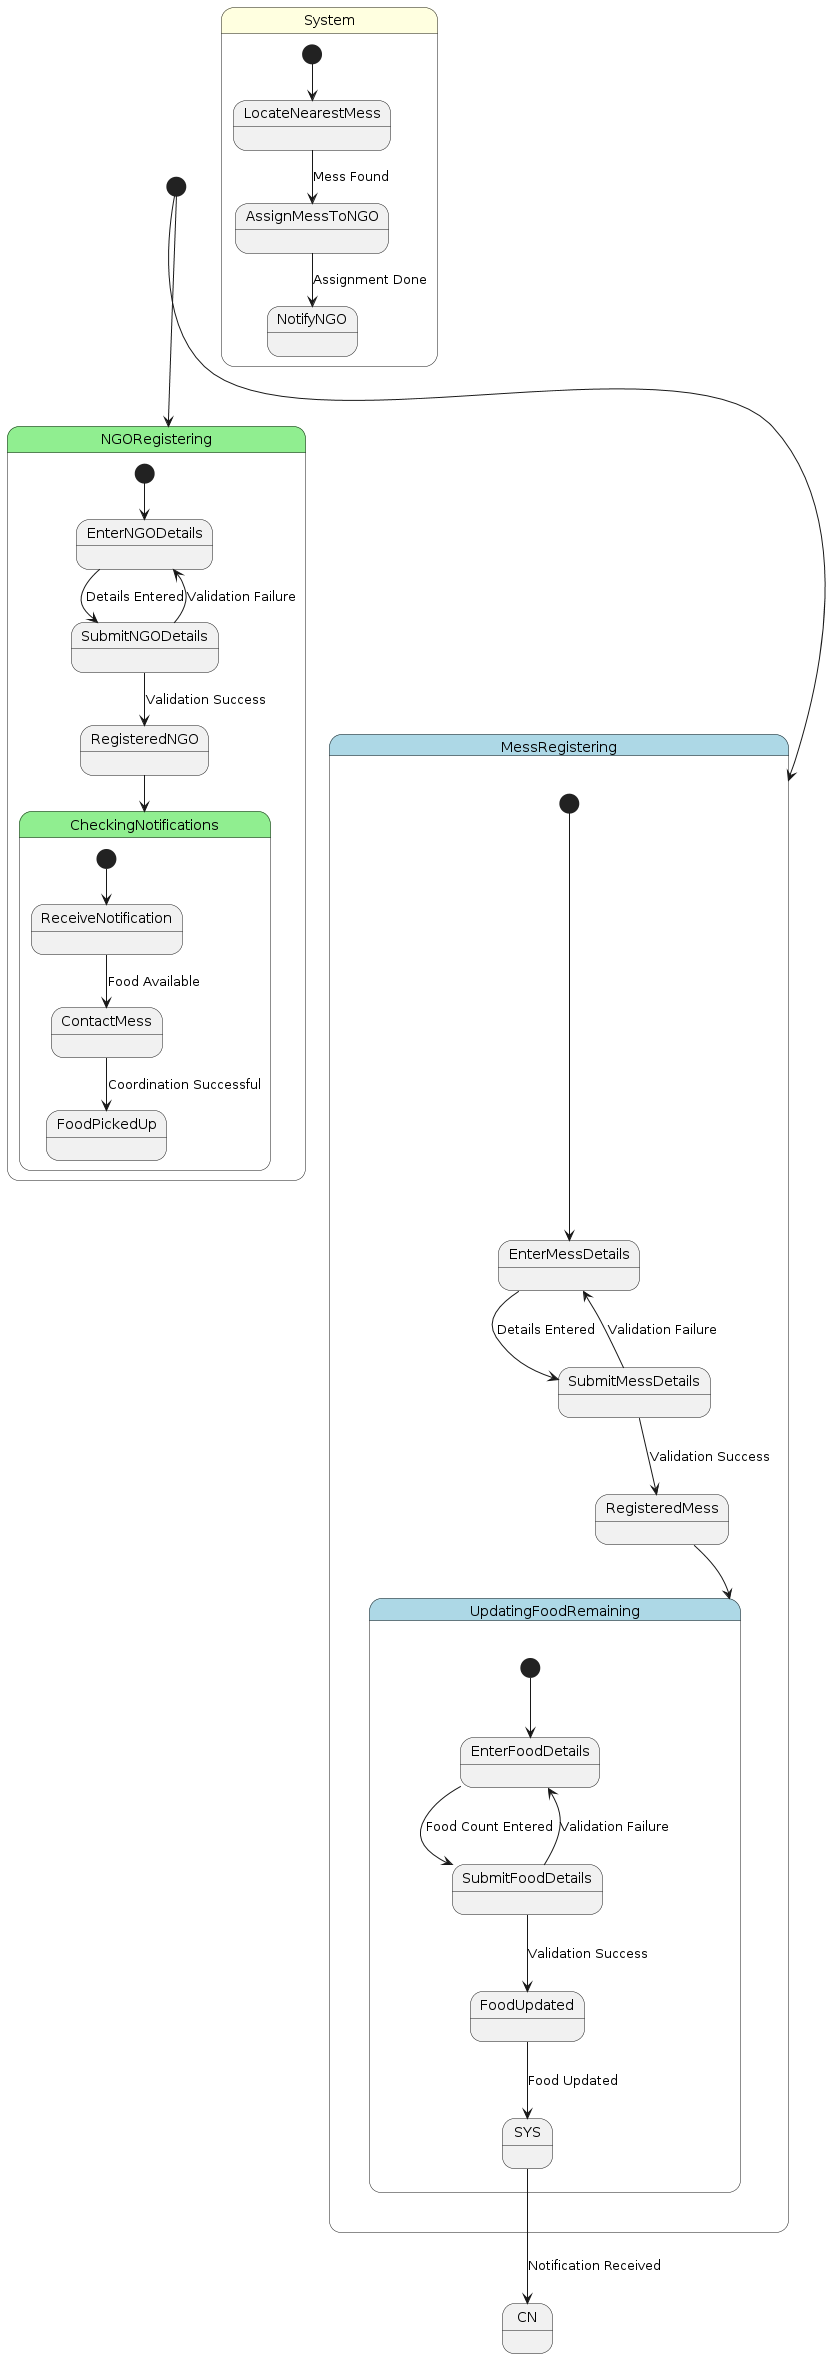 System
LocateNearestMess
Mess Found
AssignMessToNGO
Assignment Done
NotifyNGO
NGORegistering
EnterNGODetails
Details Entered
Validation Failure
SubmitNGODetails
Validation Success
RegisteredNGO
CheckingNotifications
ReceiveNotification
Food Available
ContactMess
Coordination Successful
FoodPickedUp
MessRegistering
EnterMessDetails
Details Entered
Validation Failure
SubmitMessDetails
Validation Success
RegisteredMess
UpdatingFoodRemaining
EnterFoodDetails
Food Count Entered
Validation Failure
SubmitFoodDetails
Validation Success
FoodUpdated
Food Updated
SYS
Notification Received
CN